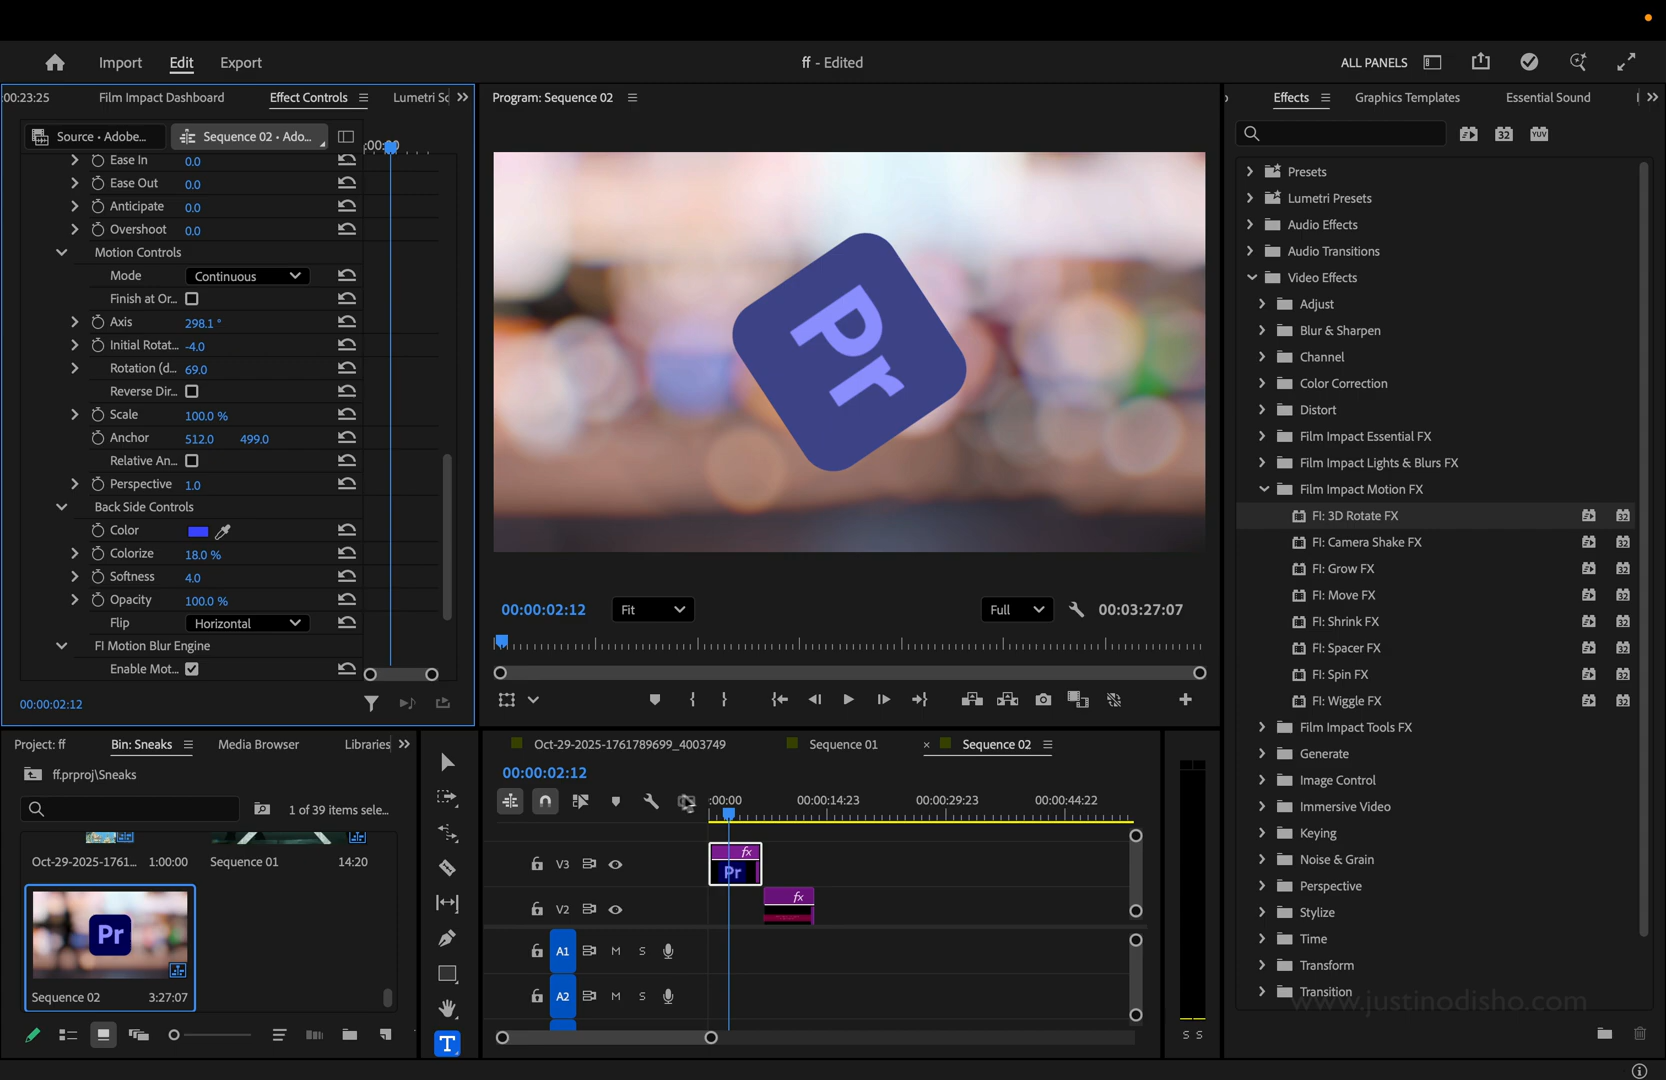 Import Edit Export
ff - Edited
ALL PANELS
:00:23:25 Film Impact Dashboard Effect Controls Lumetri Sc
Source • Adobe... Sequence 02 • Ado...
Ease In 0.0
Ease Out 0.0
Anticipate 0.0
Overshoot 0.0
Motion Controls
Mode Continuous
Finish at Or...
Axis 298.1 °
Initial Rotat... -4.0
Rotation (d... 69.0
Reverse Dir...
Scale 100.0 %
Anchor 512.0 499.0
Relative An...
Perspective 1.0
Back Side Controls
Color
Colorize 18.0 %
Softness 4.0
Opacity 100.0 %
Flip Horizontal
FI Motion Blur Engine
Enable Mot...
00:00:02:12
Program: Sequence 02
Pr
00:00:02:12 Fit Full 00:03:27:07
Effects Graphics Templates Essential Sound
32 YUV
Presets
Lumetri Presets
Audio Effects
Audio Transitions
Video Effects
Adjust
Blur & Sharpen
Channel
Color Correction
Distort
Film Impact Essential FX
Film Impact Lights & Blurs FX
Film Impact Motion FX
FI: 3D Rotate FX 32
FI: Camera Shake FX 32
FI: Grow FX 32
FI: Move FX 32
FI: Shrink FX 32
FI: Spacer FX 32
FI: Spin FX 32
FI: Wiggle FX 32
Film Impact Tools FX
Generate
Image Control
Immersive Video
Keying
Noise & Grain
Perspective
Stylize
Time
Transform
Transition
www.justinodisho.com
Project: ff Bin: Sneaks Media Browser Libraries
ff.prproj\Sneaks
1 of 39 items sele...
Oct-29-2025-1761... 1:00:00 Sequence 01 14:20
Pr
Sequence 02 3:27:07
T
Oct-29-2025-1761789699_4003749 Sequence 01 × Sequence 02
00:00:02:12
:00:00 00:00:14:23 00:00:29:23 00:00:44:22
V3 fx
Pr
V2 fx
A1 M S
A2 M S
S S